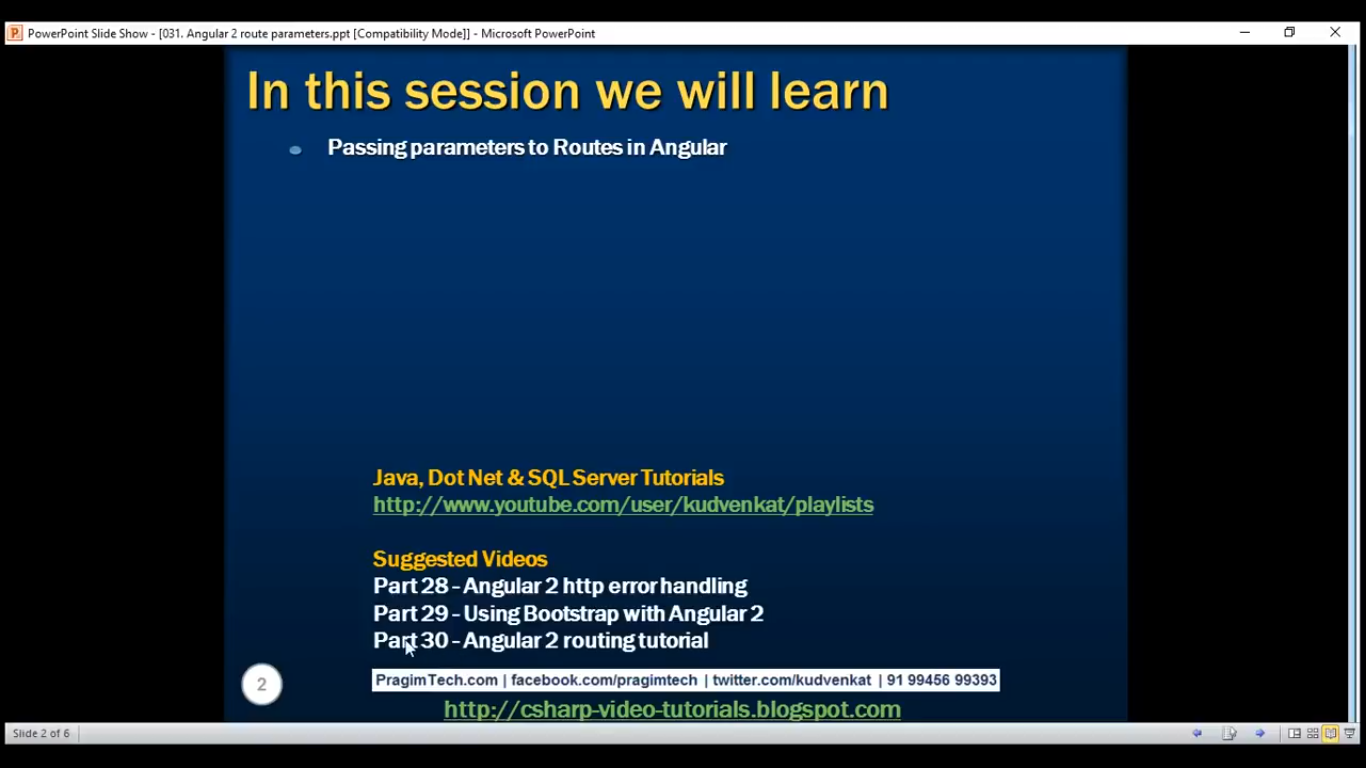 PowerPoint Slide Show - [031. Angular 2 route parameters.ppt [Compatibility Mode]] - Microsoft PowerPoint
In this session we will learn
Passing parameters to Routes in Angular
Java, Dot Net & SQL Server Tutorials
http://www.youtube.com/user/kudvenkat/playlists
Suggested Videos
Part 28 - Angular 2 http error handling
Part 29 - Using Bootstrap with Angular 2
Part 30 - Angular 2 routing tutorial
2
PragimTech.com | facebook.com/pragimtech | twitter.com/kudvenkat | 91 99456 99393
http://csharp-video-tutorials.blogspot.com
Slide 2 of 6